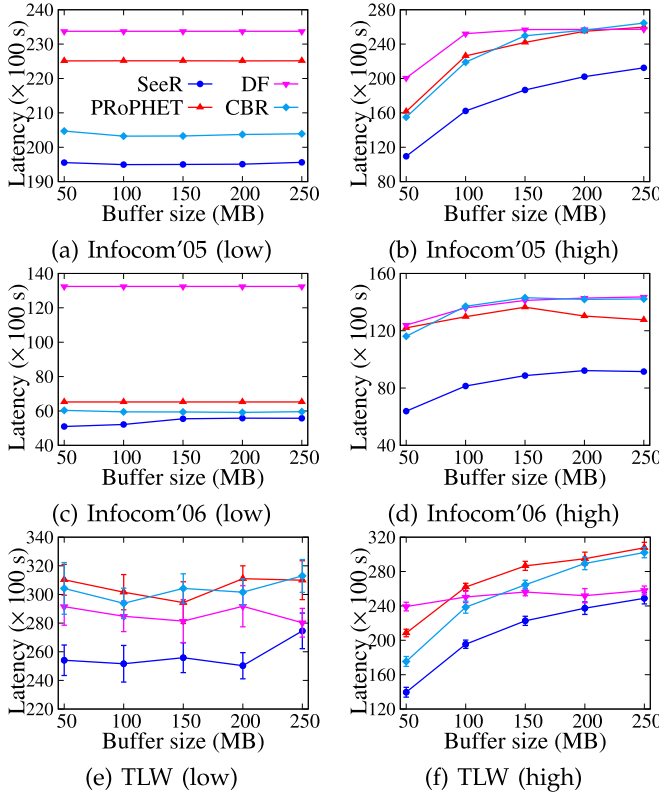 240
230
220
210
200
190
Latency (× 100 s)
SeeR
DF
PRoPHET
CBR
50 100 150 200 250
Buffer size (MB)
(a) Infocom′05 (low)
280
240
200
160
120
80
Latency (× 100 s)
50 100 150 200 250
Buffer size (MB)
(b) Infocom′05 (high)
140
120
100
80
60
40
Latency (× 100 s)
50 100 150 200 250
Buffer size (MB)
(c) Infocom′06 (low)
160
120
80
40
Latency (× 100 s)
50 100 150 200 250
Buffer size (MB)
(d) Infocom′06 (high)
340
320
300
280
260
240
220
Latency (× 100 s)
50 100 150 200 250
Buffer size (MB)
(e) TLW (low)
320
280
240
200
160
120
Latency (× 100 s)
50 100 150 200 250
Buffer size (MB)
(f) TLW (high)